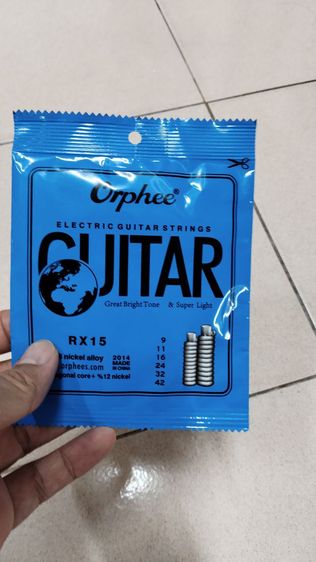 Orphee®
ELECTRIC GUITAR STRINGS
GUITAR
Great Bright Tone & Super Light
RX15
nickel alloy
orphees.com
onal core+ %12 nickel
2014
MADE
IN CHINA
9
11
16
24
32
42